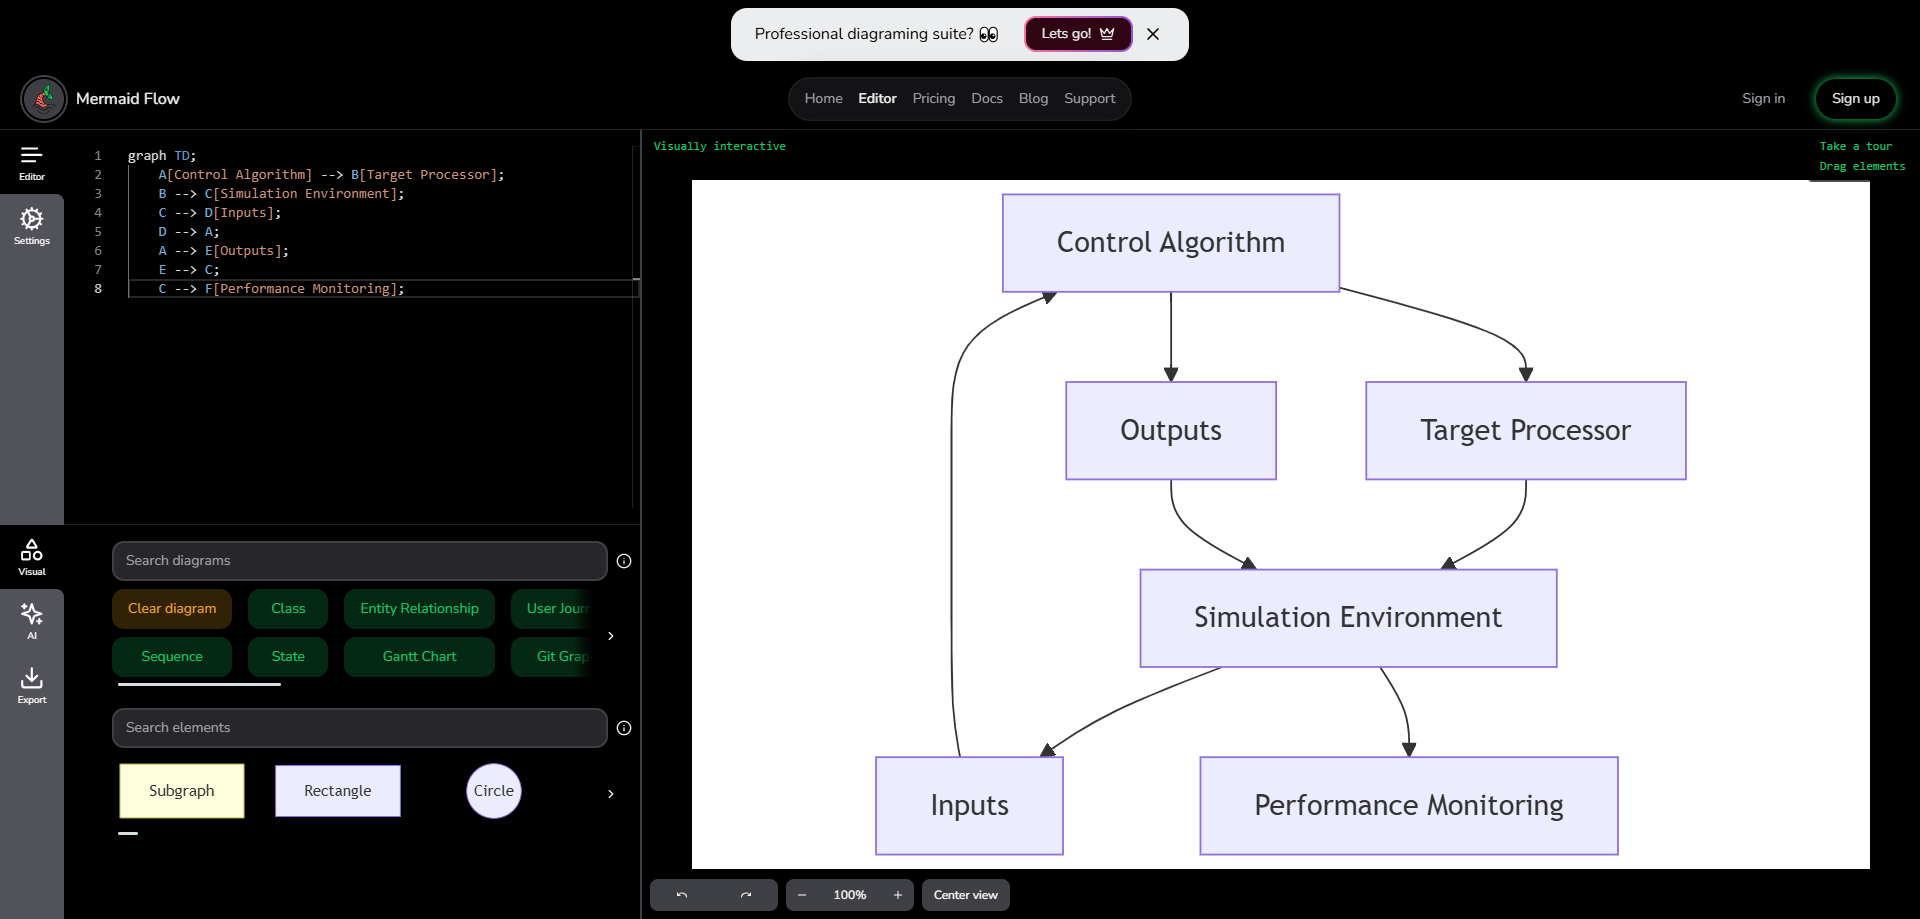 Professional diagraming suite? 👀
Lets go!
Mermaid Flow
Home Editor Pricing Docs Blog Support
Sign in
Sign up
Editor
Settings
1 graph TD;
2 A[Control Algorithm] --> B[Target Processor];
3 B --> C[Simulation Environment];
4 C --> D[Inputs];
5 D --> A;
6 A --> E[Outputs];
7 E --> C;
8 C --> F[Performance Monitoring];
Visual
AI
Export
Search diagrams
Clear diagram Class Entity Relationship User Jour
Sequence State Gantt Chart Git Grap
Search elements
Subgraph Rectangle Circle
Visually interactive
Take a tour
Drag elements
Control Algorithm
Outputs Target Processor
Simulation Environment
Inputs Performance Monitoring
100%
Center view